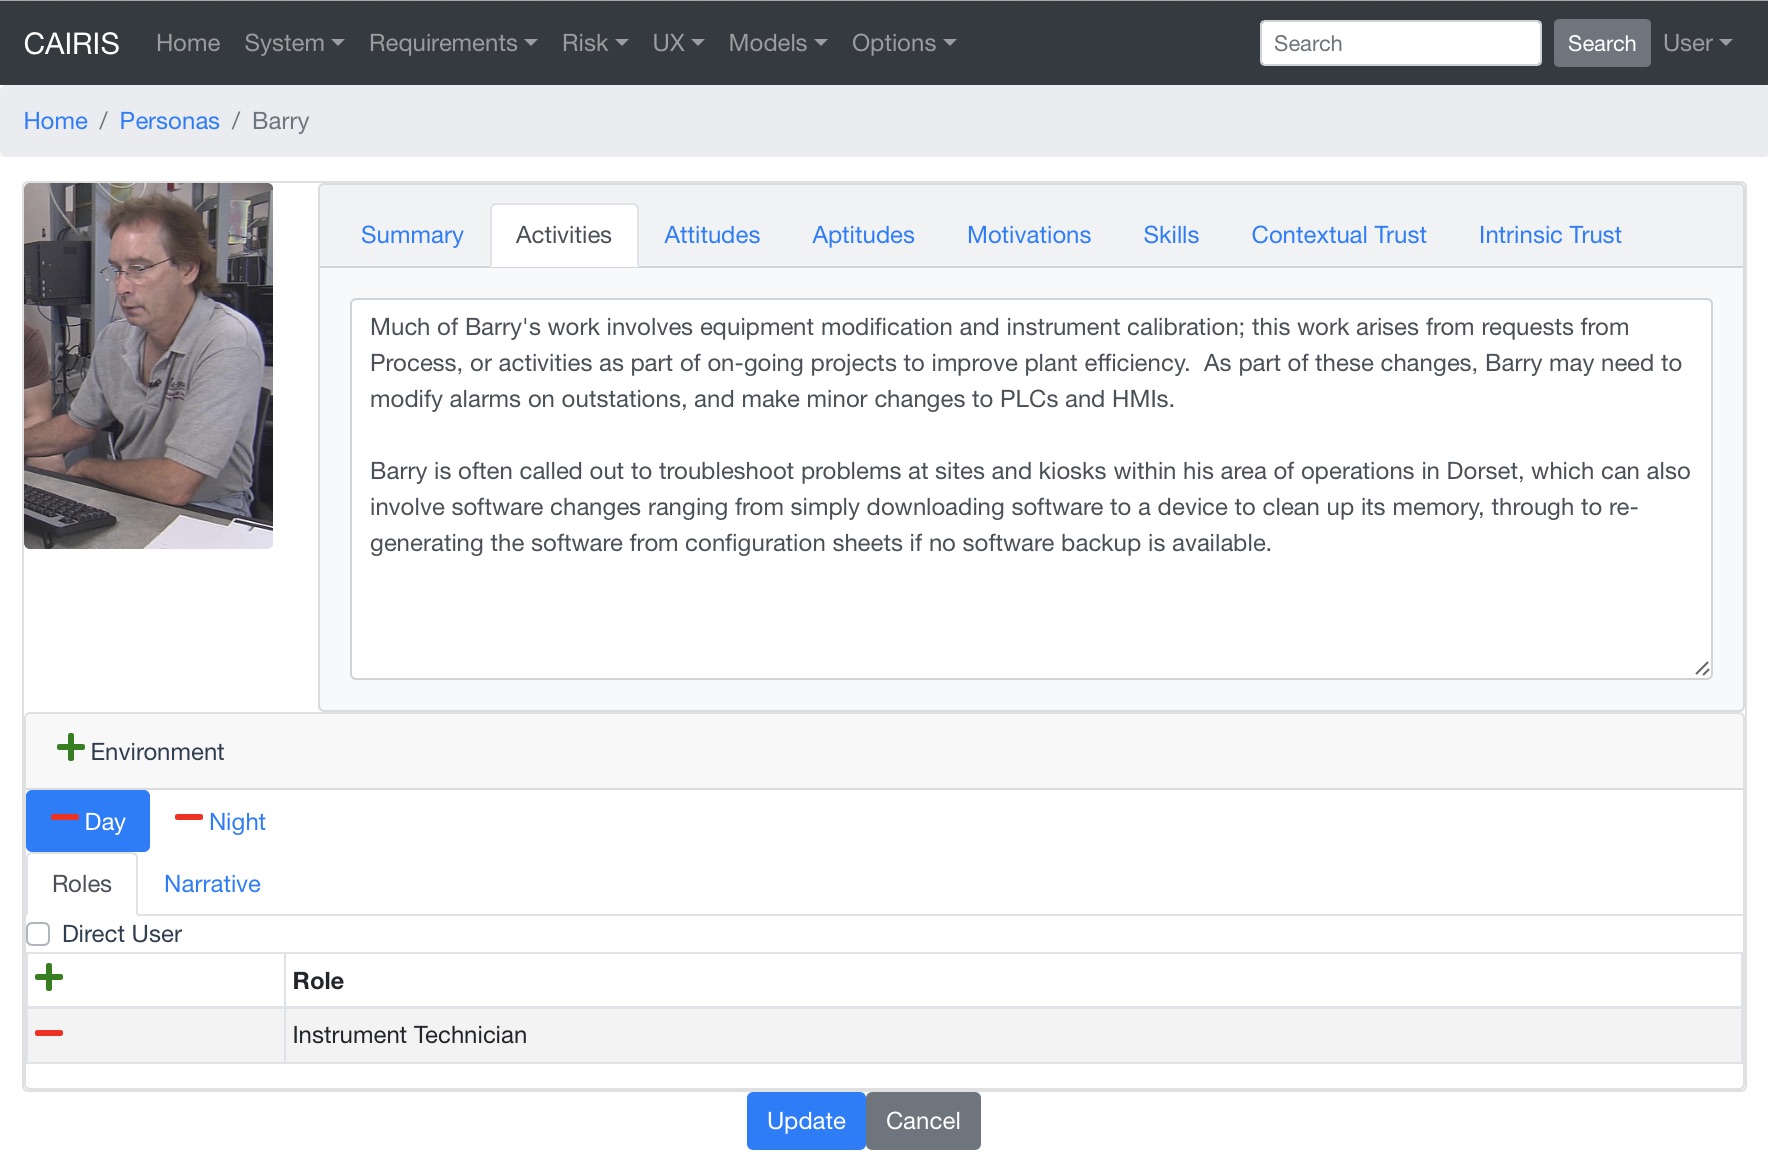 CAIRIS Home System Requirements Risk UX Models Options Search Search User
Home / Personas / Barry
Summary Activities Attitudes Aptitudes Motivations Skills Contextual Trust Intrinsic Trust
Much of Barry's work involves equipment modification and instrument calibration; this work arises from requests from
Process, or activities as part of on-going projects to improve plant efficiency.  As part of these changes, Barry may need to
modify alarms on outstations, and make minor changes to PLCs and HMIs.
Barry is often called out to troubleshoot problems at sites and kiosks within his area of operations in Dorset, which can also
involve software changes ranging from simply downloading software to a device to clean up its memory, through to re-
generating the software from configuration sheets if no software backup is available.
Environment
Day Night
Roles Narrative
Direct User
Role
Instrument Technician
Update Cancel